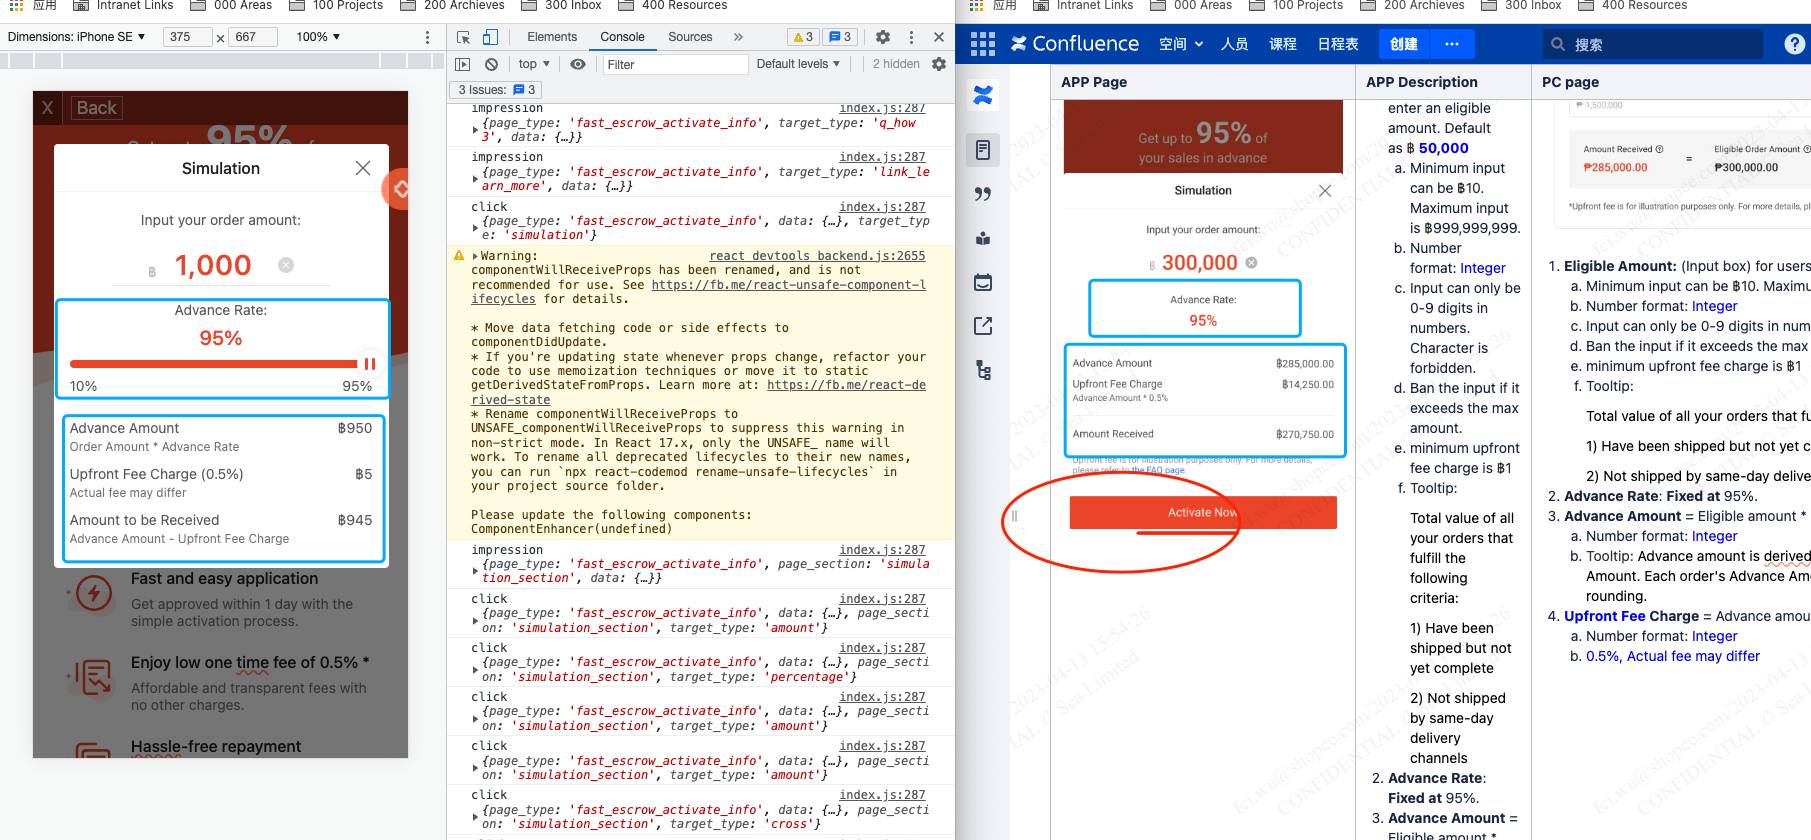 应用 Intranet Links 000 Areas 100 Projects 200 Archieves 300 Inbox 400 Resources
Dimensions: iPhone SE 375 × 667 100%
X Back
95%
Simulation
Input your order amount:
฿ 1,000
Advance Rate:
95%
10% 95%
Advance Amount ฿950
Order Amount * Advance Rate
Upfront Fee Charge (0.5%) ฿5
Actual fee may differ
Amount to be Received ฿945
Advance Amount - Upfront Fee Charge
Fast and easy application
Get approved within 1 day with the
simple activation process.
Enjoy low one time fee of 0.5% *
Affordable and transparent fees with
no other charges.
Hassle-free repayment
Elements Console Sources » 3 3
top Filter Default levels 2 hidden
3 Issues: 3
impression index.js:287
{page_type: 'fast_escrow_activate_info', target_type: 'q_how
3', data: {…}}
impression index.js:287
{page_type: 'fast_escrow_activate_info', target_type: 'link_le
arn_more', data: {…}}
click index.js:287
{page_type: 'fast_escrow_activate_info', data: {…}, target_typ
e: 'simulation'}
Warning: react_devtools_backend.js:2655
componentWillReceiveProps has been renamed, and is not
recommended for use. See https://fb.me/react-unsafe-component-l
ifecycles for details.
* Move data fetching code or side effects to
componentDidUpdate.
* If you're updating state whenever props change, refactor your
code to use memoization techniques or move it to static
getDerivedStateFromProps. Learn more at: https://fb.me/react-de
rived-state
* Rename componentWillReceiveProps to
UNSAFE_componentWillReceiveProps to suppress this warning in
non-strict mode. In React 17.x, only the UNSAFE_ name will
work. To rename all deprecated lifecycles to their new names,
you can run `npx react-codemod rename-unsafe-lifecycles` in
your project source folder.
Please update the following components:
ComponentEnhancer(undefined)
impression index.js:287
{page_type: 'fast_escrow_activate_info', page_section: 'simula
tion_section', data: {…}}
click index.js:287
{page_type: 'fast_escrow_activate_info', data: {…}, page_secti
on: 'simulation_section', target_type: 'amount'}
click index.js:287
{page_type: 'fast_escrow_activate_info', data: {…}, page_secti
on: 'simulation_section', target_type: 'percentage'}
click index.js:287
{page_type: 'fast_escrow_activate_info', data: {…}, page_secti
on: 'simulation_section', target_type: 'amount'}
click index.js:287
{page_type: 'fast_escrow_activate_info', data: {…}, page_secti
on: 'simulation_section', target_type: 'amount'}
click index.js:287
{page_type: 'fast_escrow_activate_info', data: {…}, page_secti
on: 'simulation_section', target_type: 'cross'}
应用 Intranet Links 000 Areas 100 Projects 200 Archieves 300 Inbox 400 Resources
Confluence 空间 人员 课程 日程表 创建 ··· 搜索
APP Page APP Description PC page
Get up to 95% of
your sales in advance
Simulation
Input your order amount:
฿ 300,000
Advance Rate:
95%
Advance Amount ฿285,000.00
Upfront Fee Charge ฿14,250.00
Advance Amount * 0.5%
Amount Received ฿270,750.00
Upfront fee is for illustration purposes only. For more details,
please refer to the FAQ page.
Activate Now
enter an eligible
amount. Default
as ฿ 50,000
a. Minimum input
can be ฿10.
Maximum input
is ฿999,999,999.
b. Number
format: Integer
c. Input can only be
0-9 digits in
numbers.
Character is
forbidden.
d. Ban the input if it
exceeds the max
amount.
e. minimum upfront
fee charge is ฿1
f. Tooltip:
Total value of all
your orders that
fulfill the
following
criteria:
1) Have been
shipped but not
yet complete
2) Not shipped
by same-day
delivery
channels
2. Advance Rate:
Fixed at 95%.
3. Advance Amount =
Eligible amount *
₱ 1,500,000
Amount Received Eligible Order Amount
₱285,000.00 = ₱300,000.00
*Upfront fee is for illustration purposes only. For more details, pl
1. Eligible Amount: (Input box) for users
a. Minimum input can be ฿10. Maximu
b. Number format: Integer
c. Input can only be 0-9 digits in num
d. Ban the input if it exceeds the max
e. minimum upfront fee charge is ฿1
f. Tooltip:
Total value of all your orders that fu
1) Have been shipped but not yet c
2) Not shipped by same-day delive
2. Advance Rate: Fixed at 95%.
3. Advance Amount = Eligible amount *
a. Number format: Integer
b. Tooltip: Advance amount is derived
Amount. Each order's Advance Am
rounding.
4. Upfront Fee Charge = Advance amou
a. Number format: Integer
b. 0.5%, Actual fee may differ